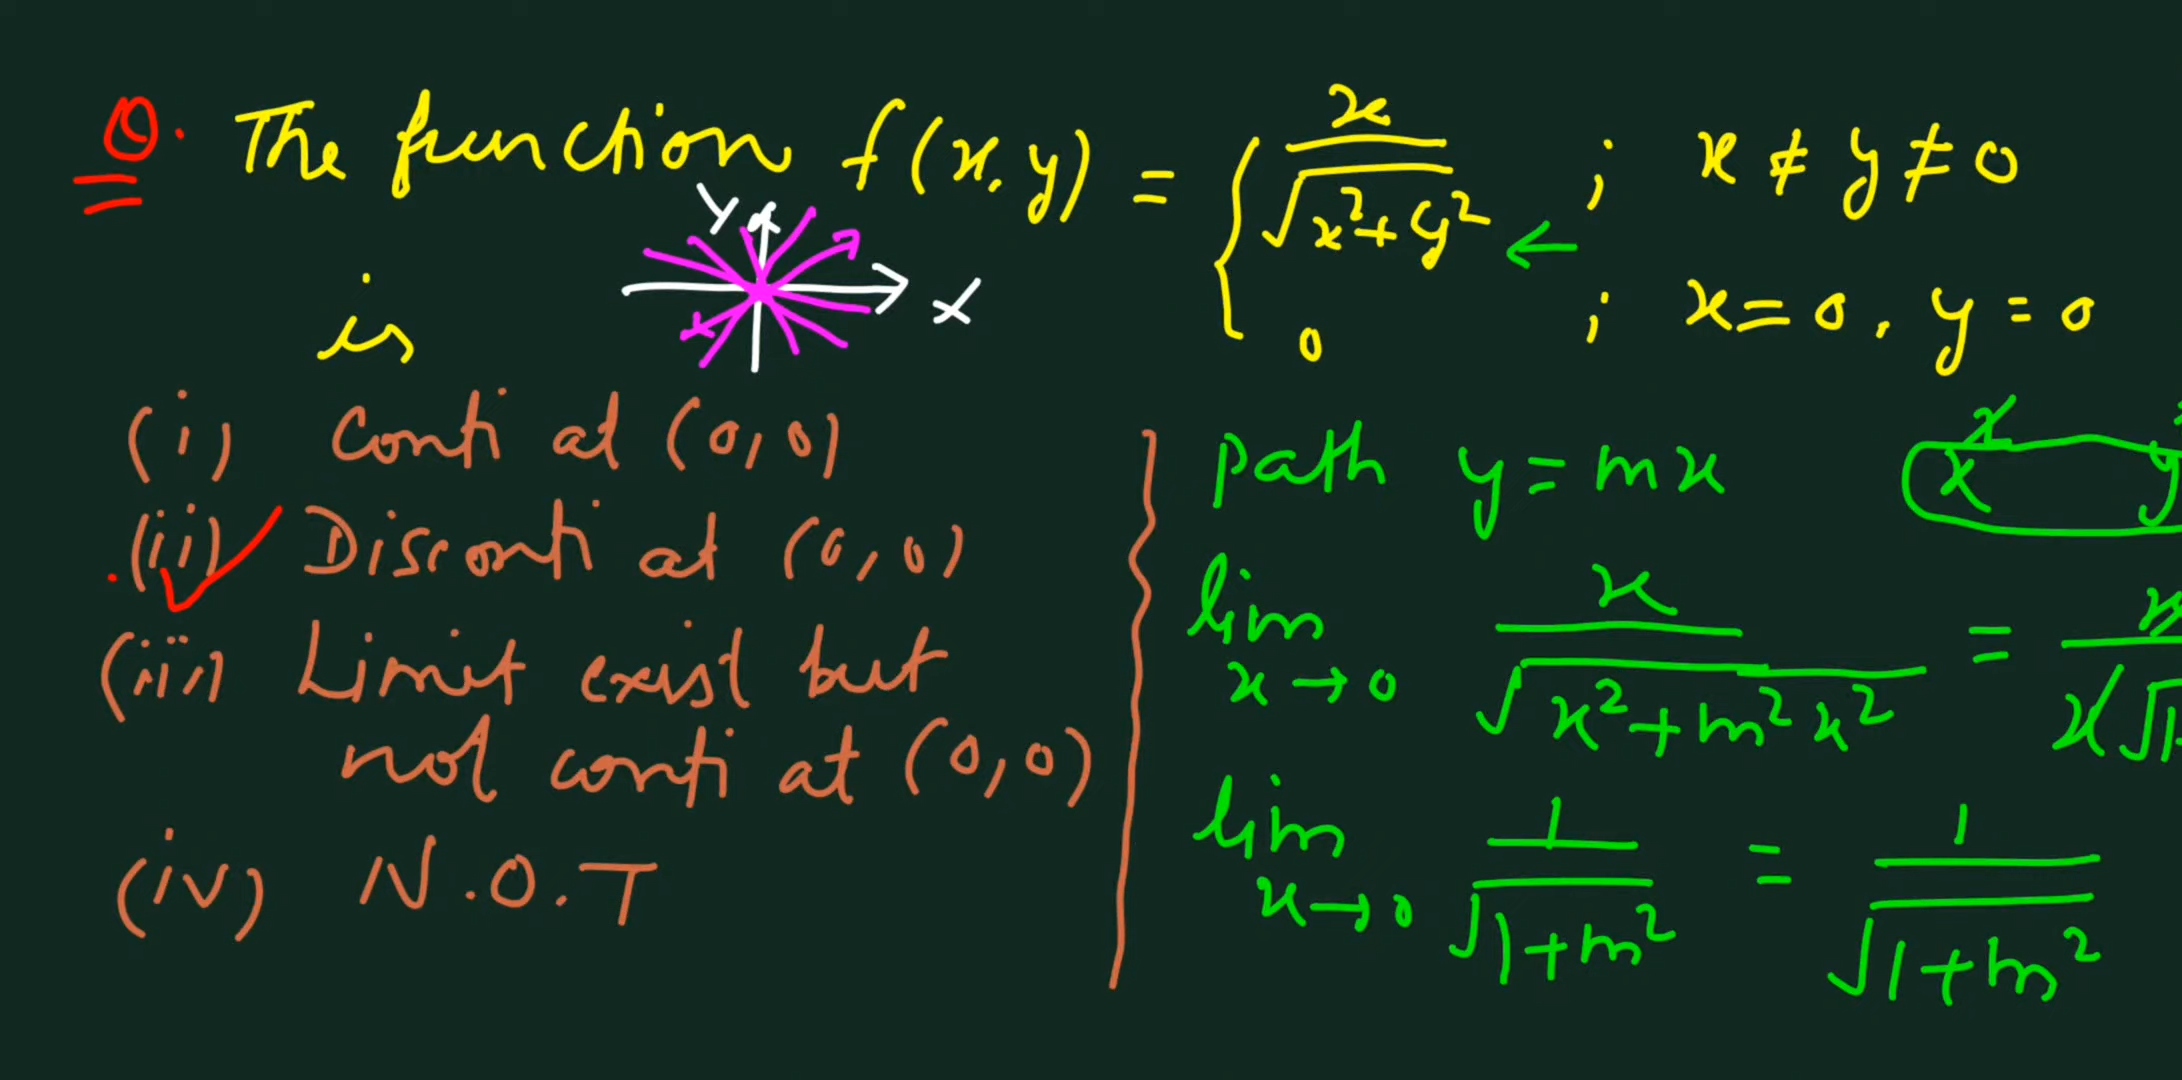 Q. The function f(x,y) = { x/√(x²+y²) ; x ≠ y ≠ 0
0 ; x = 0, y = 0
is
Y
X
(i) Conti at (0,0)
(ii) Disconti at (0,0)
(iii) Limit exist but
not conti at (0,0)
(iv) N.O.T
path y = mx
x
x y
lim x→0 x/√(x²+m²x²) = x/x√1
lim x→0 1/√(1+m²) = 1/√(1+m²)